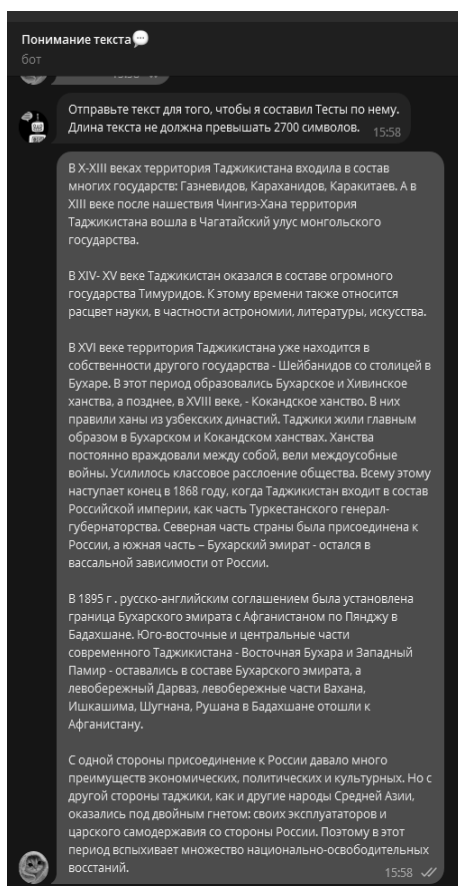 Понимание текста💬
бот
Отправьте текст для того, чтобы я составил Тесты по нему.
Длина текста не должна превышать 2700 символов. 15:58
В X-XIII веках территория Таджикистана входила в состав
многих государств: Газневидов, Караханидов, Каракитаев. А в
XIII веке после нашествия Чингиз-Хана территория
Таджикистана вошла в Чагатайский улус монгольского
государства.
В XIV- XV веке Таджикистан оказался в составе огромного
государства Тимуридов. К этому времени также относится
расцвет науки, в частности астрономии, литературы, искусства.
В XVI веке территория Таджикистана уже находится в
собственности другого государства - Шейбанидов со столицей в
Бухаре. В этот период образовались Бухарское и Хивинское
ханства, а позднее, в XVIII веке, - Кокандское ханство. В них
правили ханы из узбекских династий. Таджики жили главным
образом в Бухарском и Кокандском ханствах. Ханства
постоянно враждовали между собой, вели междоусобные
войны. Усилилось классовое расслоение общества. Всему этому
наступает конец в 1868 году, когда Таджикистан входит в состав
Российской империи, как часть Туркестанского генерал-
губернаторства. Северная часть страны была присоединена к
России, а южная часть – Бухарский эмират - остался в
вассальной зависимости от России.
В 1895 г . русско-английским соглашением была установлена
граница Бухарского эмирата с Афганистаном по Пянджу в
Бадахшане. Юго-восточные и центральные части
современного Таджикистана - Восточная Бухара и Западный
Памир - оставались в составе Бухарского эмирата, а
левобережный Дарваз, левобережные части Вахана,
Ишкашима, Шугнана, Рушана в Бадахшане отошли к
Афганистану.
С одной стороны присоединение к России давало много
преимуществ экономических, политических и культурных. Но с
другой стороны таджики, как и другие народы Средней Азии,
оказались под двойным гнетом: своих эксплуататоров и
царского самодержавия со стороны России. Поэтому в этот
период вспыхивает множество национально-освободительных
восстаний. 15:58